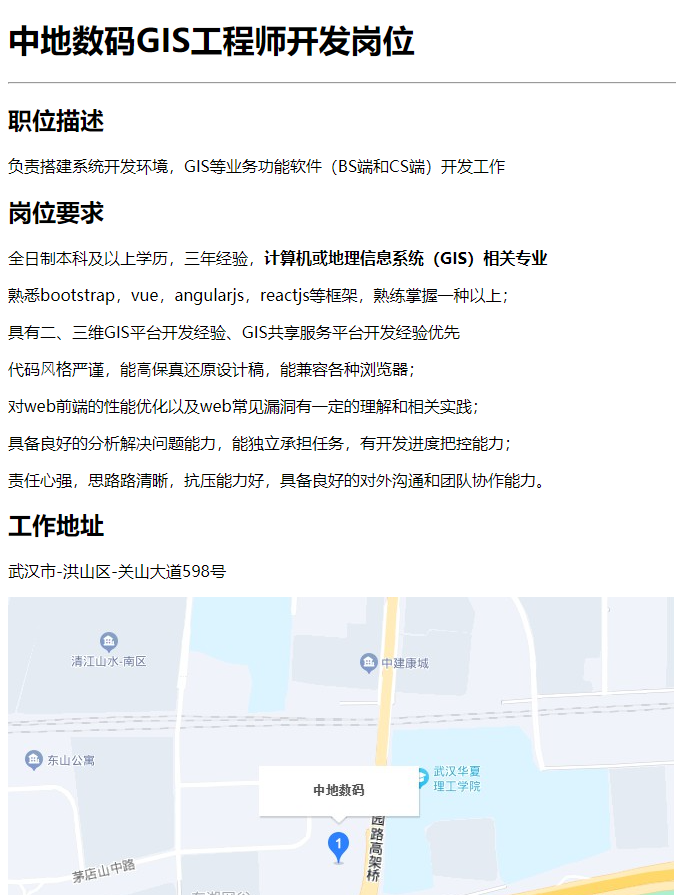 中地数码GIS工程师开发岗位
职位描述
负责搭建系统开发环境，GIS等业务功能软件（BS端和CS端）开发工作
岗位要求
全日制本科及以上学历，三年经验，计算机或地理信息系统（GIS）相关专业
熟悉bootstrap，vue，angularjs，reactjs等框架，熟练掌握一种以上；
具有二、三维GIS平台开发经验、GIS共享服务平台开发经验优先
代码风格严谨，能高保真还原设计稿，能兼容各种浏览器；
对web前端的性能优化以及web常见漏洞有一定的理解和相关实践；
具备良好的分析解决问题能力，能独立承担任务，有开发进度把控能力；
责任心强，思路路清晰，抗压能力好，具备良好的对外沟通和团队协作能力。
工作地址
武汉市-洪山区-关山大道598号
清江山水-南区
中建康城
东山公寓
武汉华夏
理工学院
中地数码
园路高架桥
1
茅店山中路